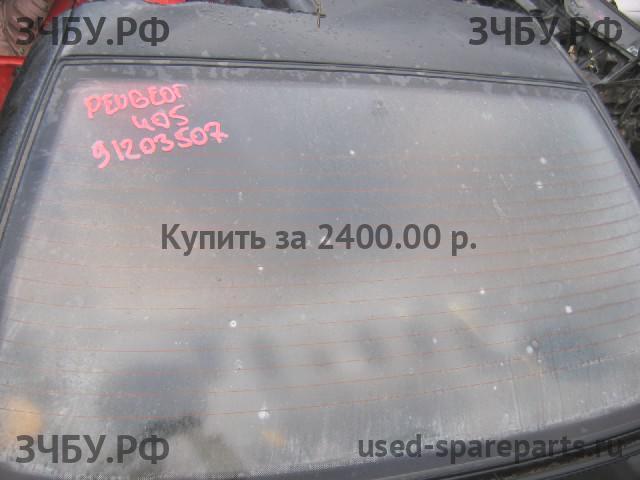 ЗЧБУ.РФ ЗЧБУ.РФ
PEUGEOT
405
91203507
Купить за 2400.00 р.
ЗЧБУ.РФ
used-spareparts.ru